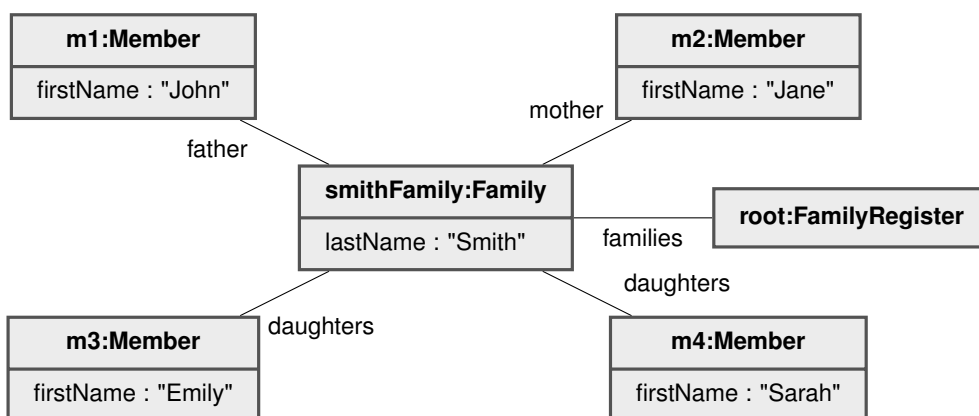 m1:Member
firstName : "John"
m2:Member
firstName : "Jane"
father
mother
smithFamily:Family
lastName : "Smith"
families
root:FamilyRegister
daughters
daughters
m3:Member
firstName : "Emily"
m4:Member
firstName : "Sarah"